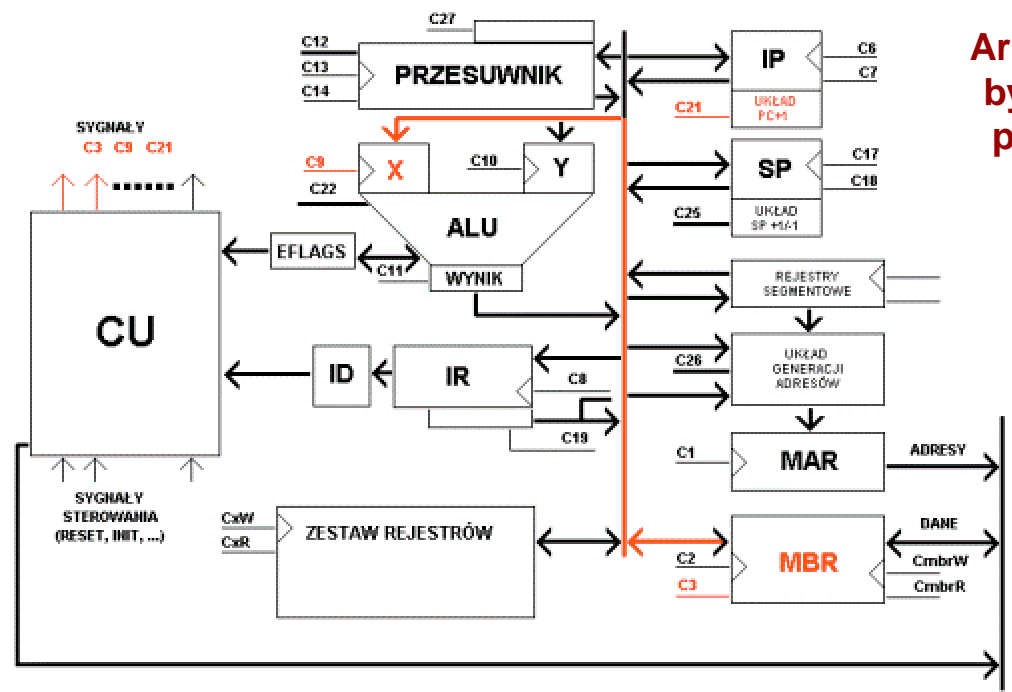 C27
C12
C13
C14
PRZESUWNIK
IP
C6
C7
C21
UKŁAD
PC+1
Ar
by
p
SYGNAŁY
C3 C9 C21
C9
X
C10
Y
C22
ALU
SP
C17
C18
C25
UKŁAD
SP +1/-1
EFLAGS
C11
WYNIK
REJESTRY
SEGMENTOWE
CU
ID
IR
C8
C19
C26
UKŁAD
GENERACJI
ADRESÓW
C1
MAR
ADRESY
SYGNAŁY
STEROWANIA
(RESET, INIT, ...)
CxW
CxR
ZESTAW REJESTRÓW
C2
C3
MBR
DANE
CmbrW
CmbrR